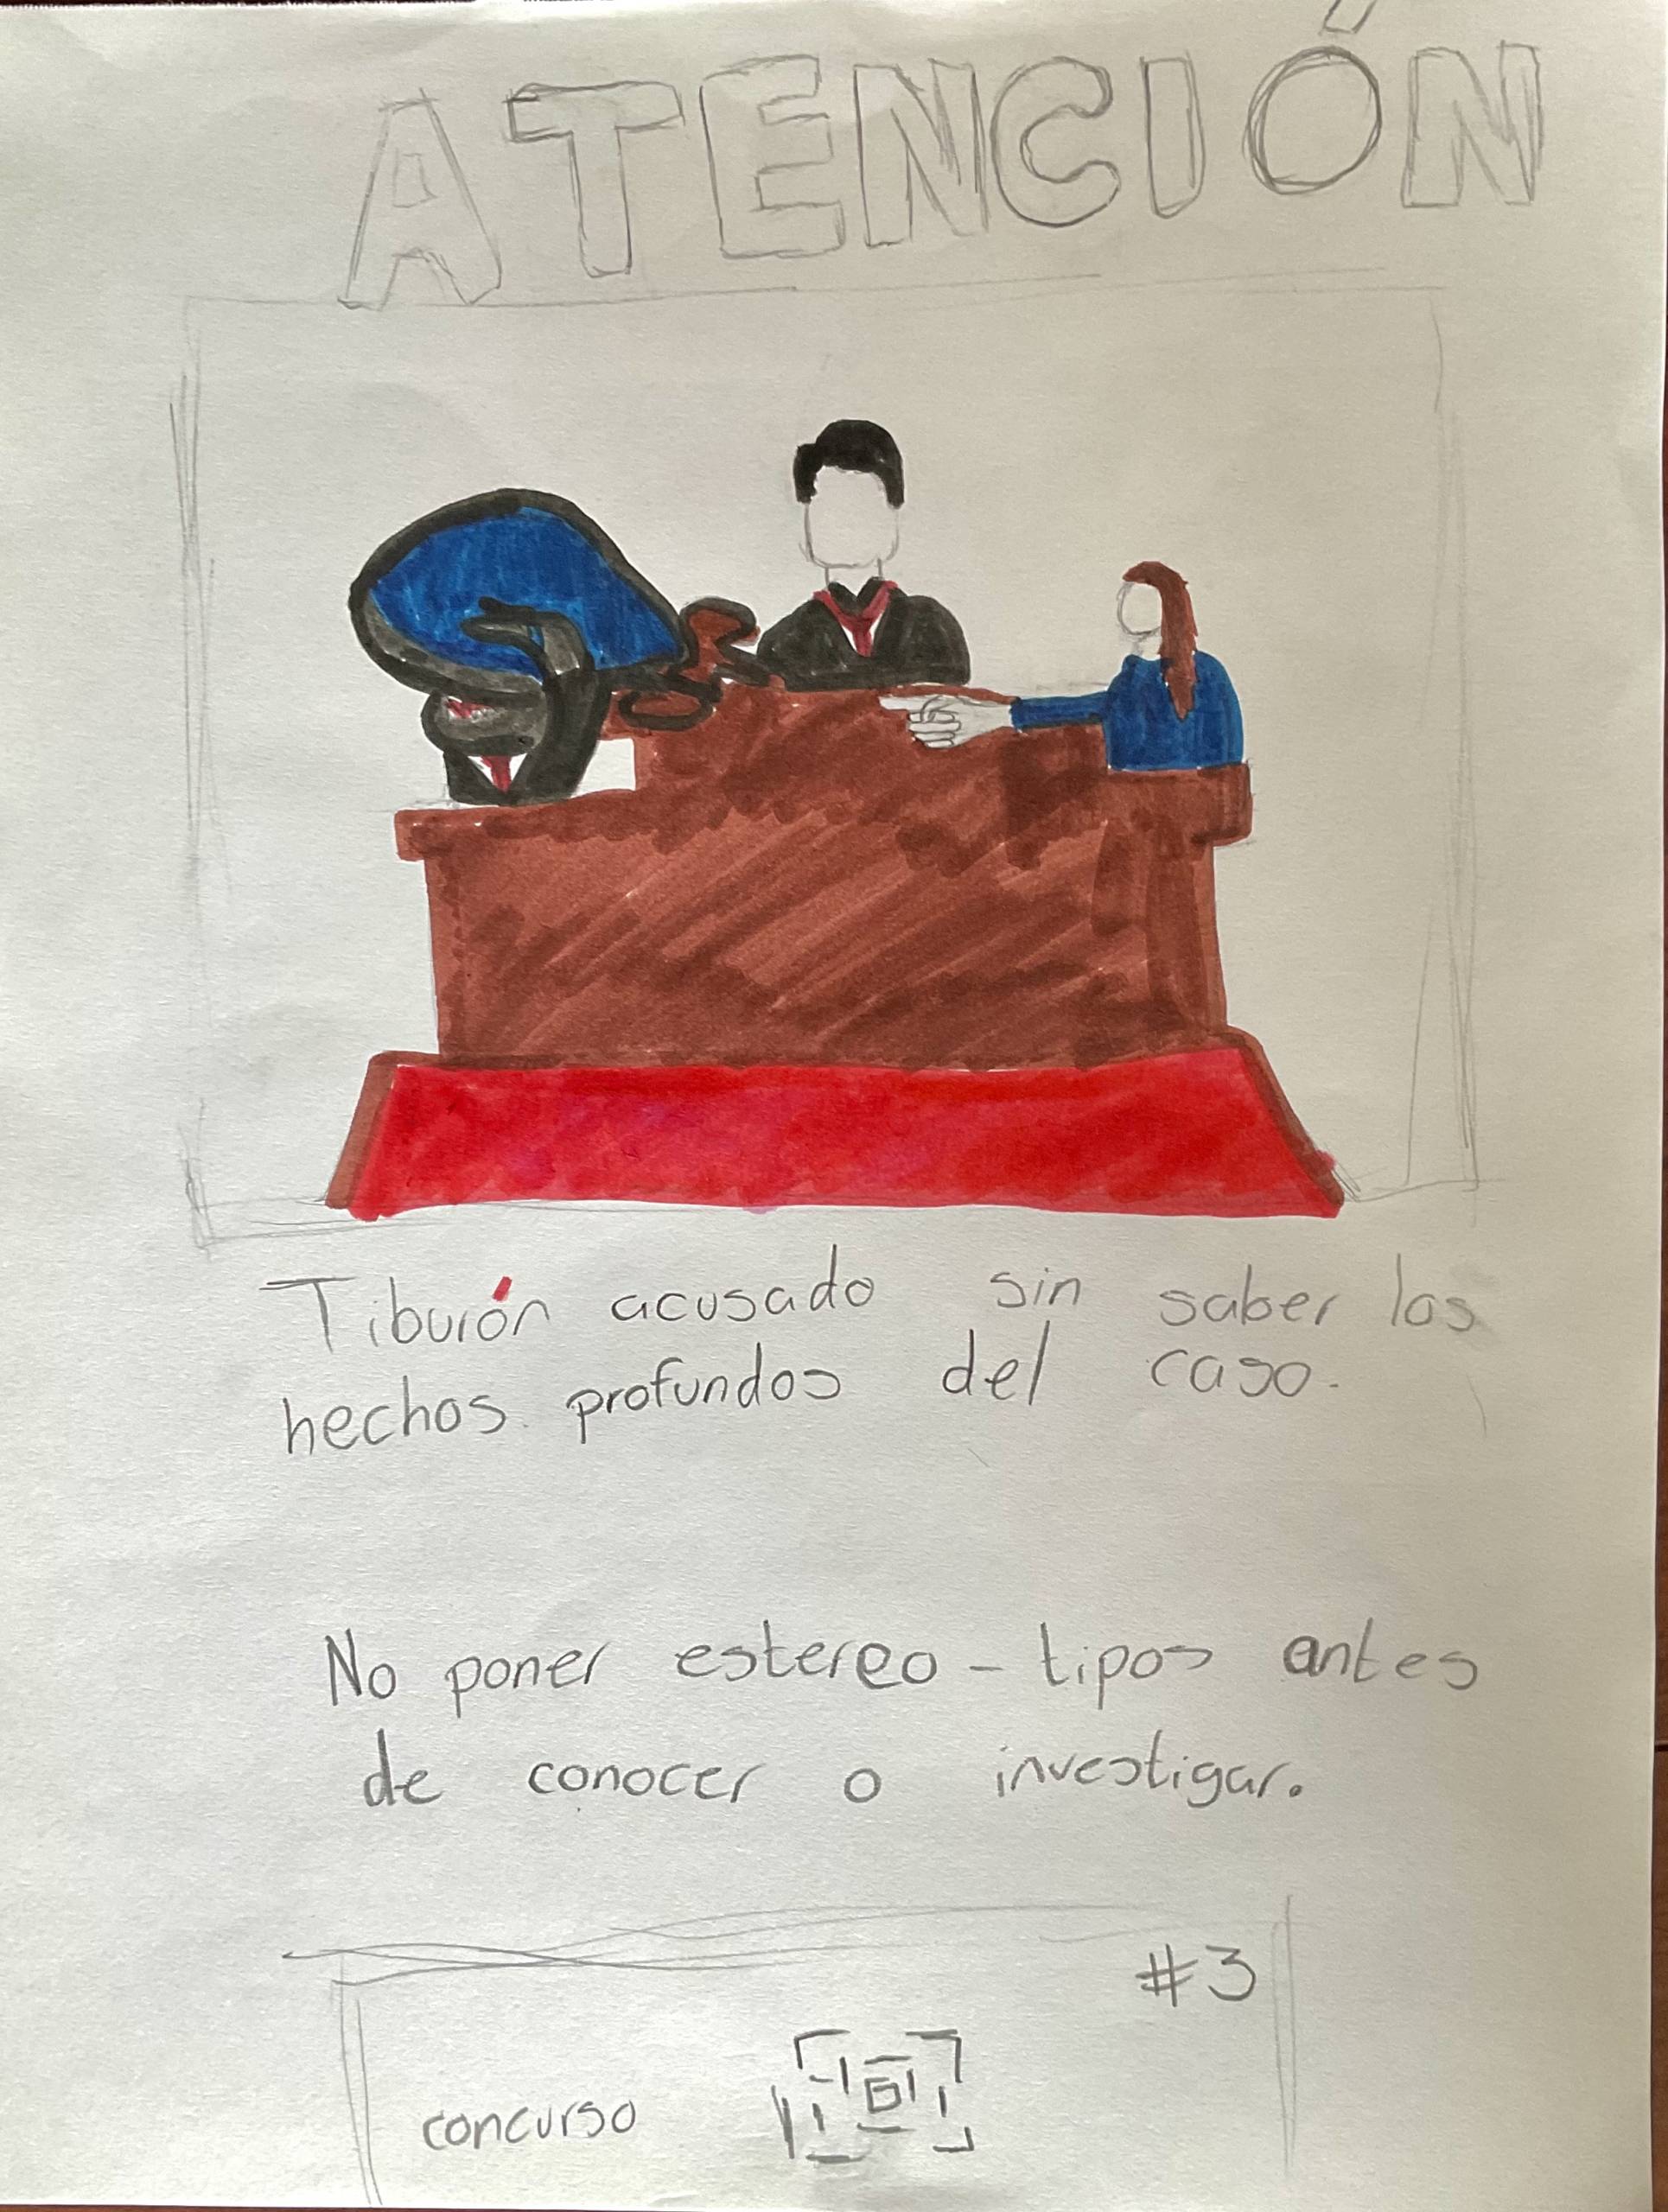 ATENCIÓN
Tiburón acusado sin saber los
hechos profundos del caso.
No poner estereo - tipos antes
de conocer o investigar.
#3
concurso